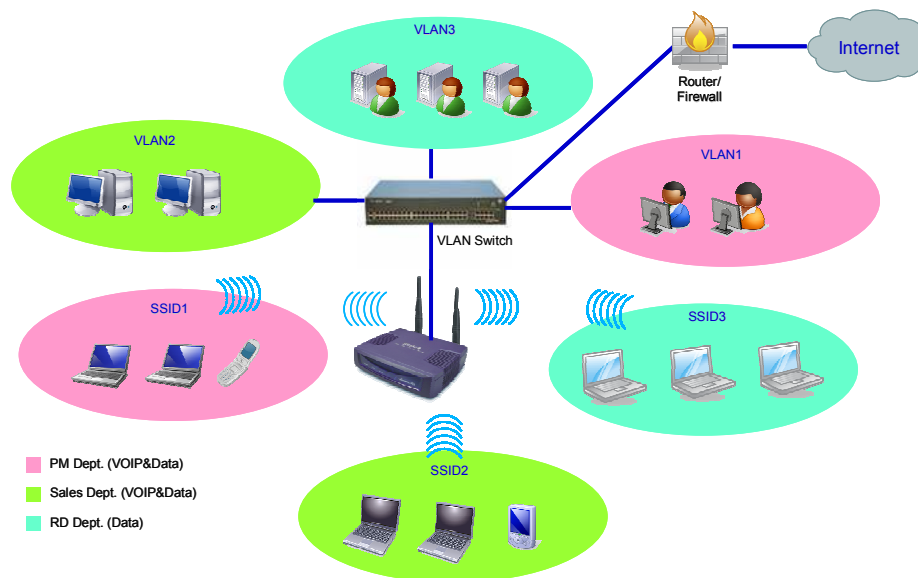 VLAN3
Internet
Router/
Firewall
VLAN2
VLAN1
VLAN Switch
SSID1
SSID3
SSID2
PM Dept. (VOIP&Data)
Sales Dept. (VOIP&Data)
RD Dept. (Data)